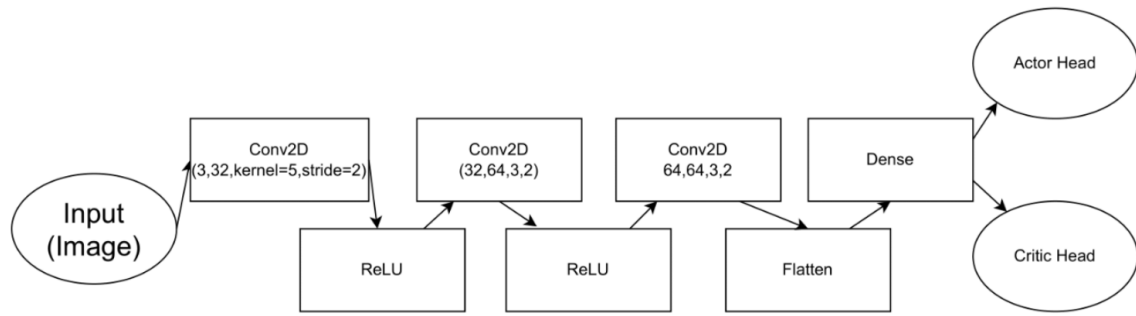 Input
(Image)
Conv2D
(3,32,kernel=5,stride=2)
ReLU
Conv2D
(32,64,3,2)
ReLU
Conv2D
64,64,3,2
Flatten
Dense
Actor Head
Critic Head